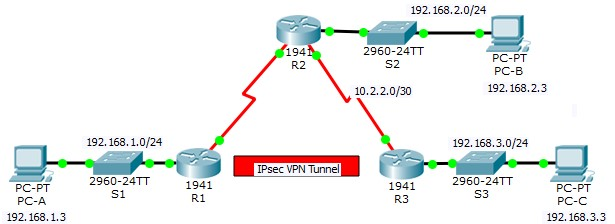 192.168.2.0/24
1941
R2
2960-24TT
S2
PC-PT
PC-B
192.168.2.3
10.2.2.0/30
192.168.1.0/24
192.168.3.0/24
IPsec VPN Tunnel
PC-PT
PC-A
192.168.1.3
2960-24TT
S1
1941
R1
1941
R3
2960-24TT
S3
PC-PT
PC-C
192.168.3.3